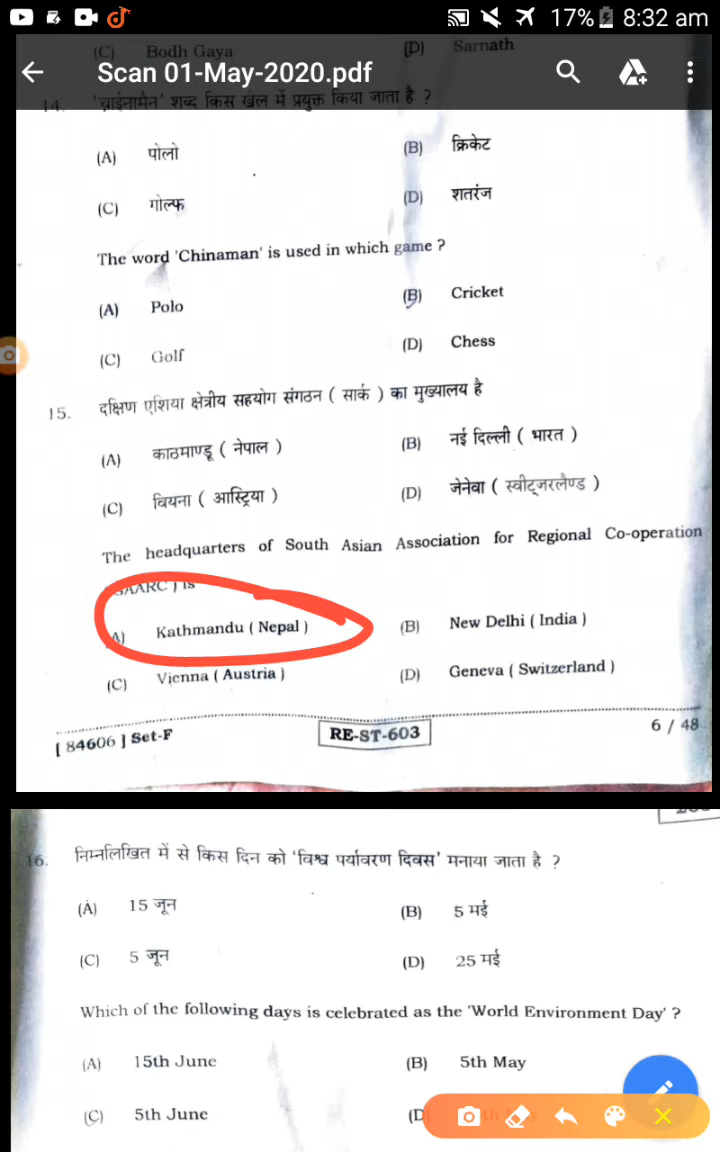 17% 8:32 am
(C) Bodh Gaya (D) Sarnath
Scan 01-May-2020.pdf
14. 'चाईनामैन' शब्द किस खेल में प्रयुक्त किया जाता है ?
(A) पोलो (B) क्रिकेट
(C) गोल्फ (D) शतरंज
The word 'Chinaman' is used in which game ?
(A) Polo (B) Cricket
(C) Golf (D) Chess
15. दक्षिण एशिया क्षेत्रीय सहयोग संगठन ( सार्क ) का मुख्यालय है
(A) काठमाण्डू ( नेपाल ) (B) नई दिल्ली ( भारत )
(C) वियना ( आस्ट्रिया ) (D) जेनेवा ( स्वीट्जरलैण्ड )
The headquarters of South Asian Association for Regional Co-operation
( SAARC ) is
(A) Kathmandu ( Nepal ) (B) New Delhi ( India )
(C) Vienna ( Austria ) (D) Geneva ( Switzerland )
[ 84606 ] Set-F RE-ST-603 6 / 48
16. निम्नलिखित में से किस दिन को 'विश्व पर्यावरण दिवस' मनाया जाता है ?
(A) 15 जून (B) 5 मई
(C) 5 जून (D) 25 मई
Which of the following days is celebrated as the 'World Environment Day' ?
(A) 15th June (B) 5th May
(C) 5th June (D)